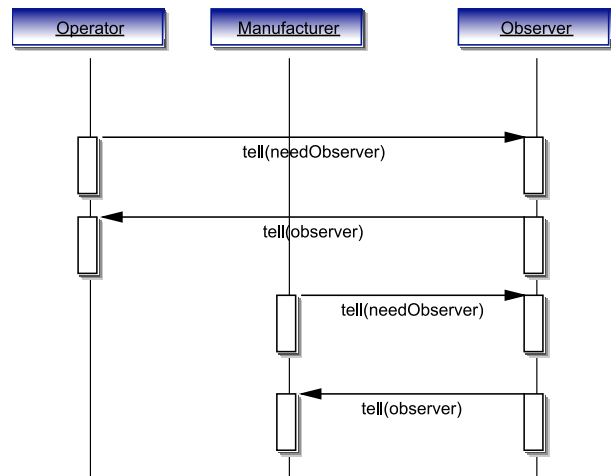 Operator
Manufacturer
Observer
tell(needObserver)
tell(observer)
tell(needObserver)
tell(observer)